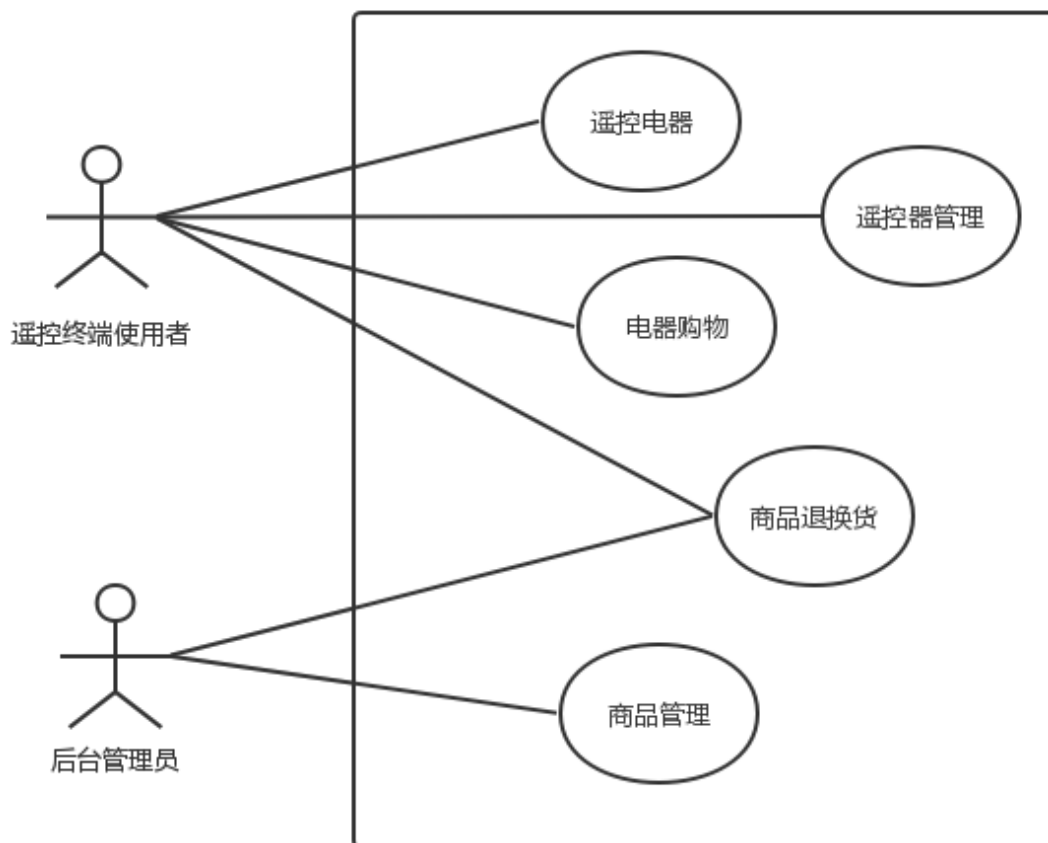 遥控电器
遥控器管理
遥控终端使用者
电器购物
商品退换货
商品管理
后台管理员